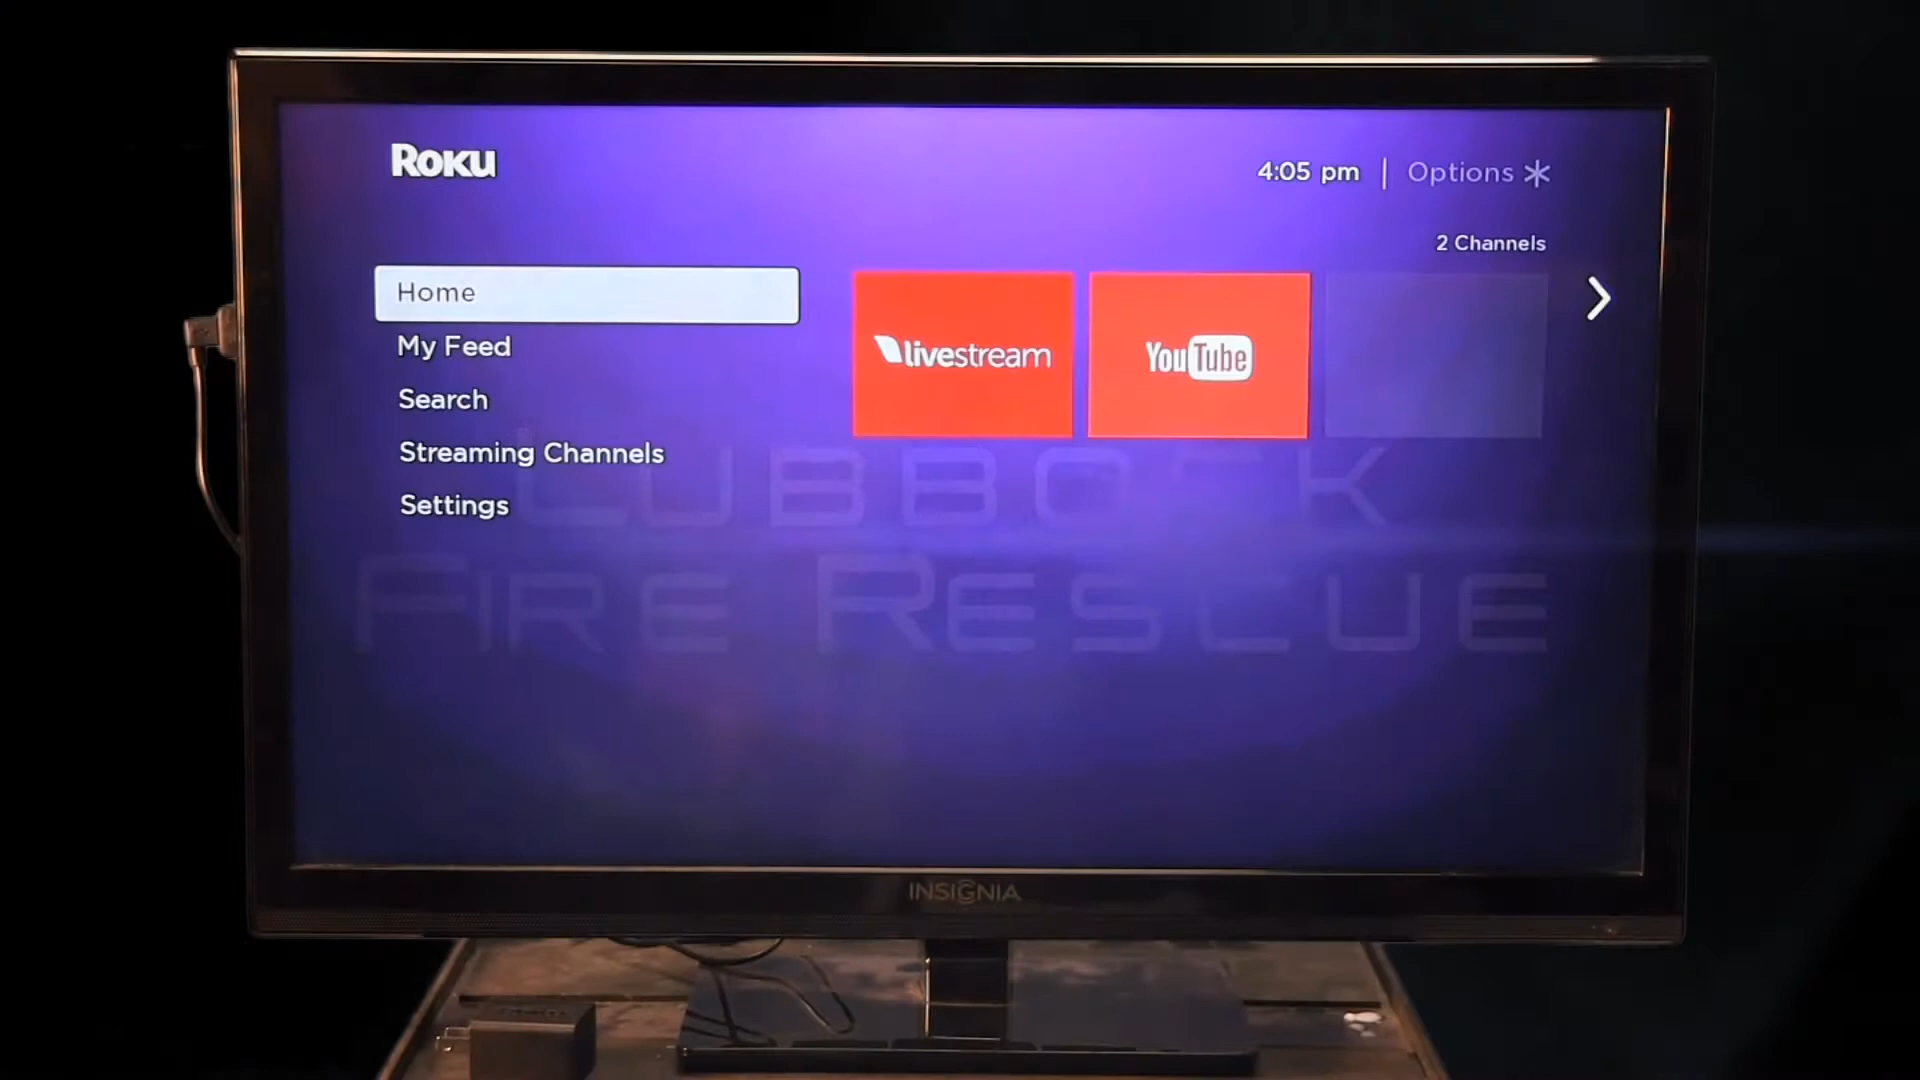 Roku
4:05 pm | Options *
2 Channels
Home
My Feed
Search
Streaming Channels
Settings
livestream
YouTube
LUBBOCK
FIRE RESCUE
INSIGNIA